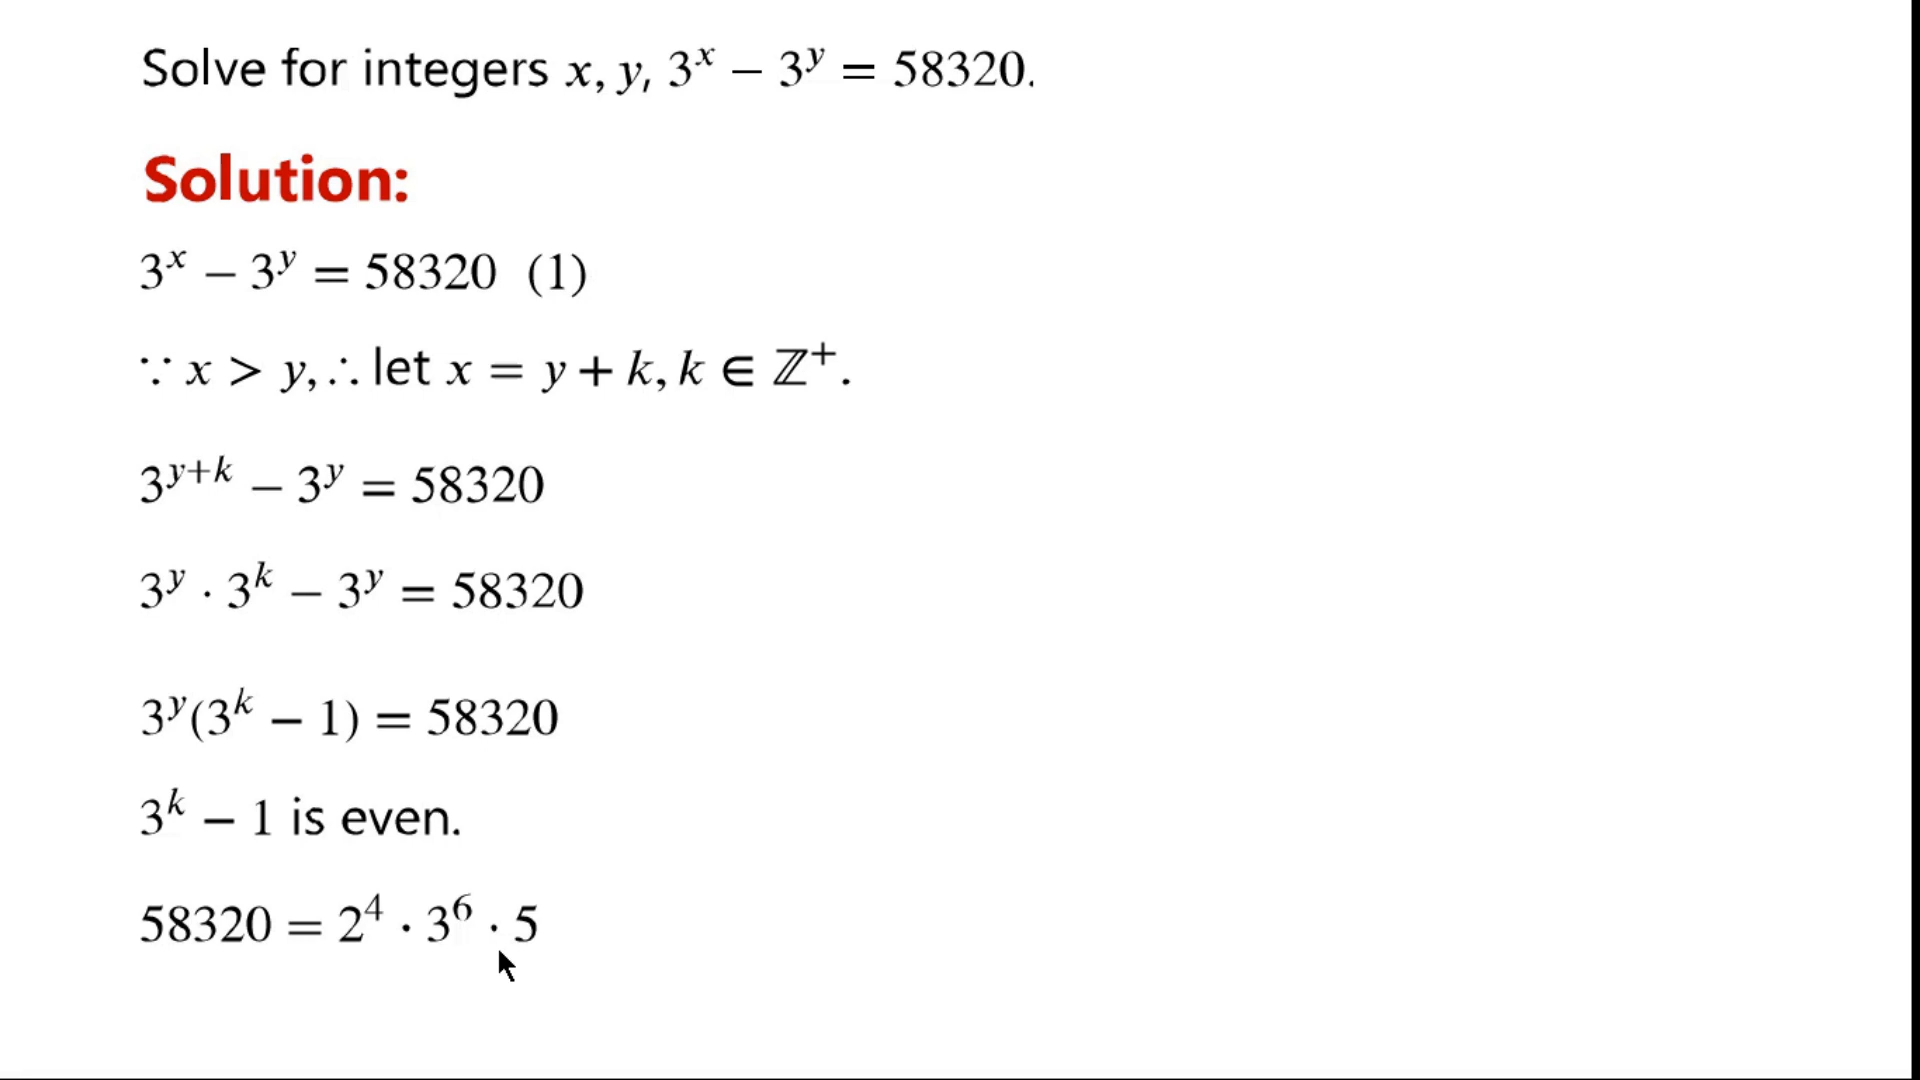 Solve for integers x, y, 3^x − 3^y = 58320.
Solution:
3^x − 3^y = 58320 (1)
∵ x > y, ∴ let x = y + k, k ∈ ℤ⁺.
3^{y+k} − 3^y = 58320
3^y · 3^k − 3^y = 58320
3^y(3^k − 1) = 58320
3^k − 1 is even.
58320 = 2^4 · 3^6 · 5